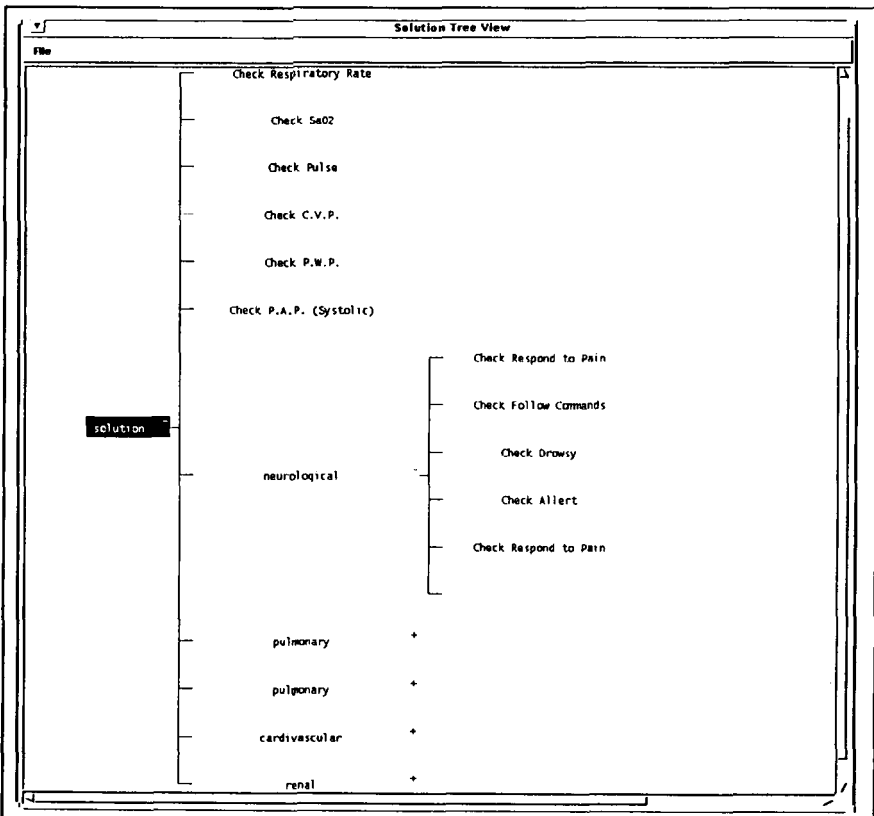 Solution Tree View
File
Check Respiratory Rate
Check SaO2
Check Pulse
Check C.V.P.
Check P.W.P.
Check P.A.P. (Systolic)
Check Respond to Pain
Check Follow Commands
solution
Check Drowsy
neurological
Check Allert
Check Respond to Pain
pulmonary +
pulmonary +
cardivascular +
renal +